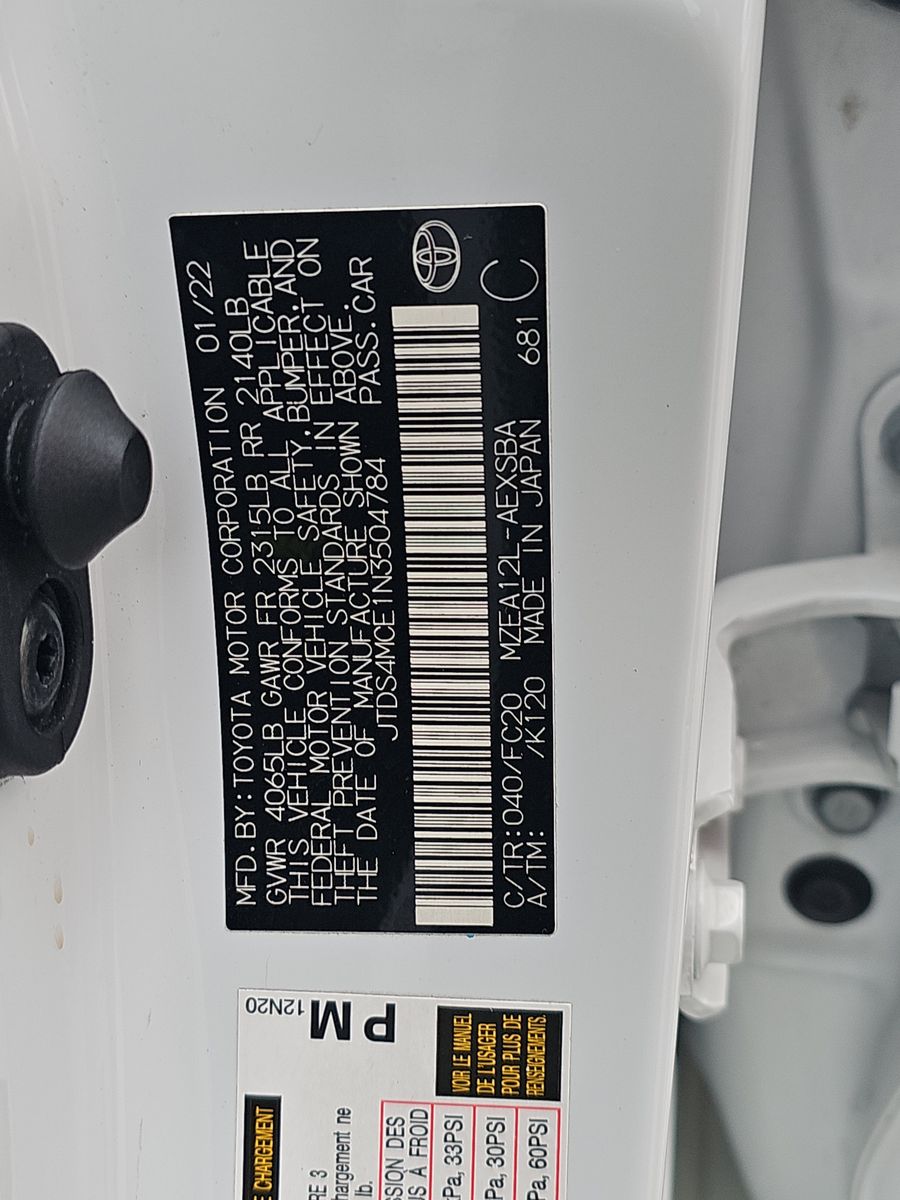 MFD.BY:TOYOTA MOTOR CORPORATION 01/22
GVWR 4065LB GAWR FR 2315LB RR 2140LB
THIS VEHICLE CONFORMS TO ALL APPLICABLE
FEDERAL MOTOR VEHICLE SAFETY,BUMPER,AND
THEFT PREVENTION STANDARDS IN EFFECT ON
THE DATE OF MANUFACTURE SHOWN ABOVE.
JTDS4MCE1N3504784 PASS.CAR
C/TR:040/FC20 MZEA12L-AEXSBA 681 C
A/TM: /K120 MADE IN JAPAN
12N20
PM
VOIR LE MANUEL
DE L'USAGER
POUR PLUS DE
RENSEIGNEMENTS.
E CHARGEMENT
RE 3
hargement ne
lb.
SSION DES
S À FROID
Pa, 33PSI
Pa, 30PSI
Pa, 60PSI